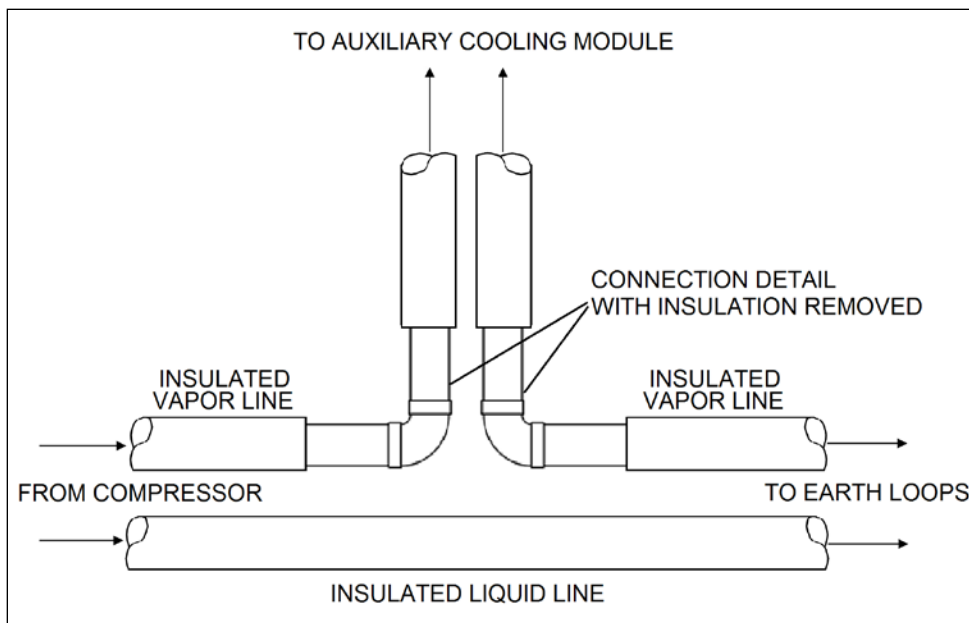 TO AUXILIARY COOLING MODULE
CONNECTION DETAIL
WITH INSULATION REMOVED
INSULATED
VAPOR LINE
INSULATED
VAPOR LINE
FROM COMPRESSOR
TO EARTH LOOPS
INSULATED LIQUID LINE